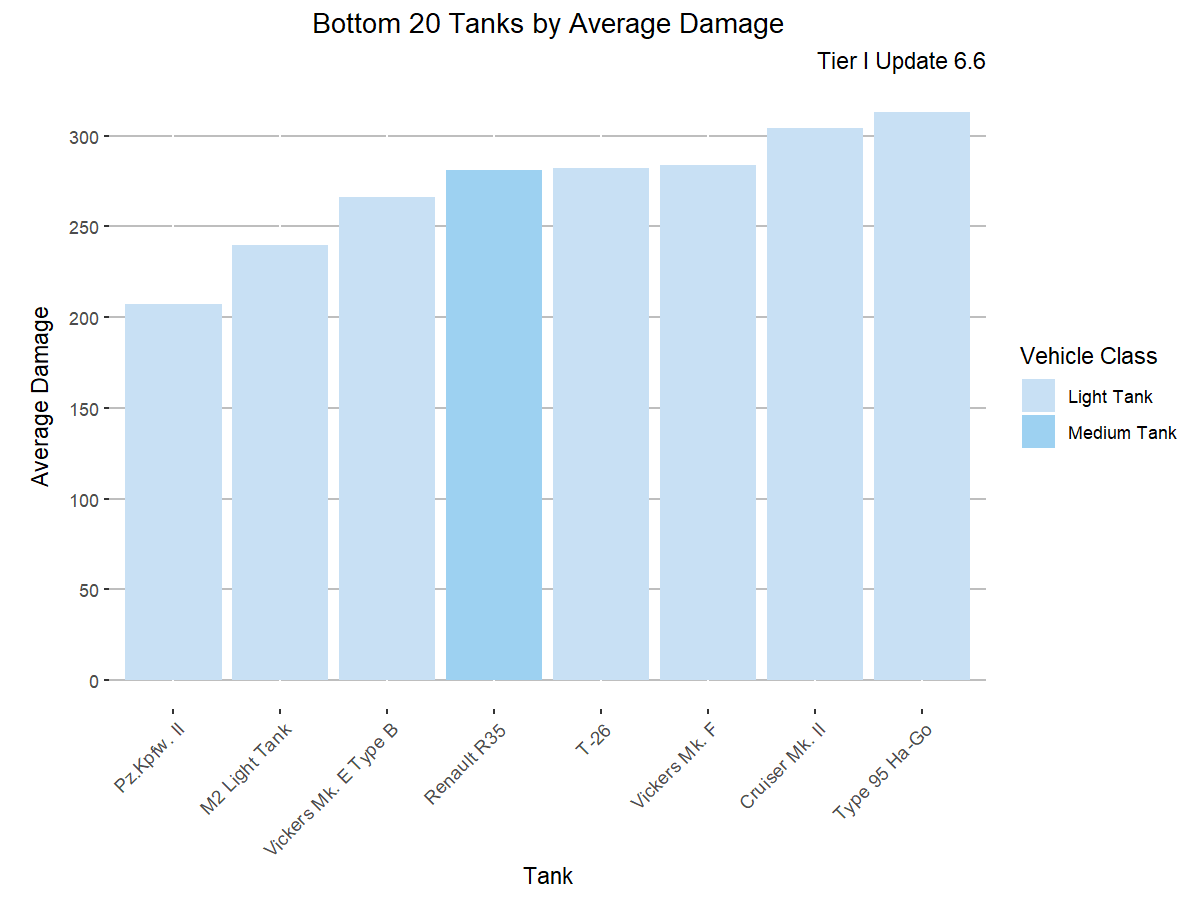 Bottom 20 Tanks by Average Damage
Tier I Update 6.6
Average Damage
300
250
200
150
100
50
0
Pz.Kpfw. II
M2 Light Tank
Vickers Mk. E Type B
Renault R35
T-26
Vickers Mk. F
Cruiser Mk. II
Type 95 Ha-Go
Tank
Vehicle Class
Light Tank
Medium Tank